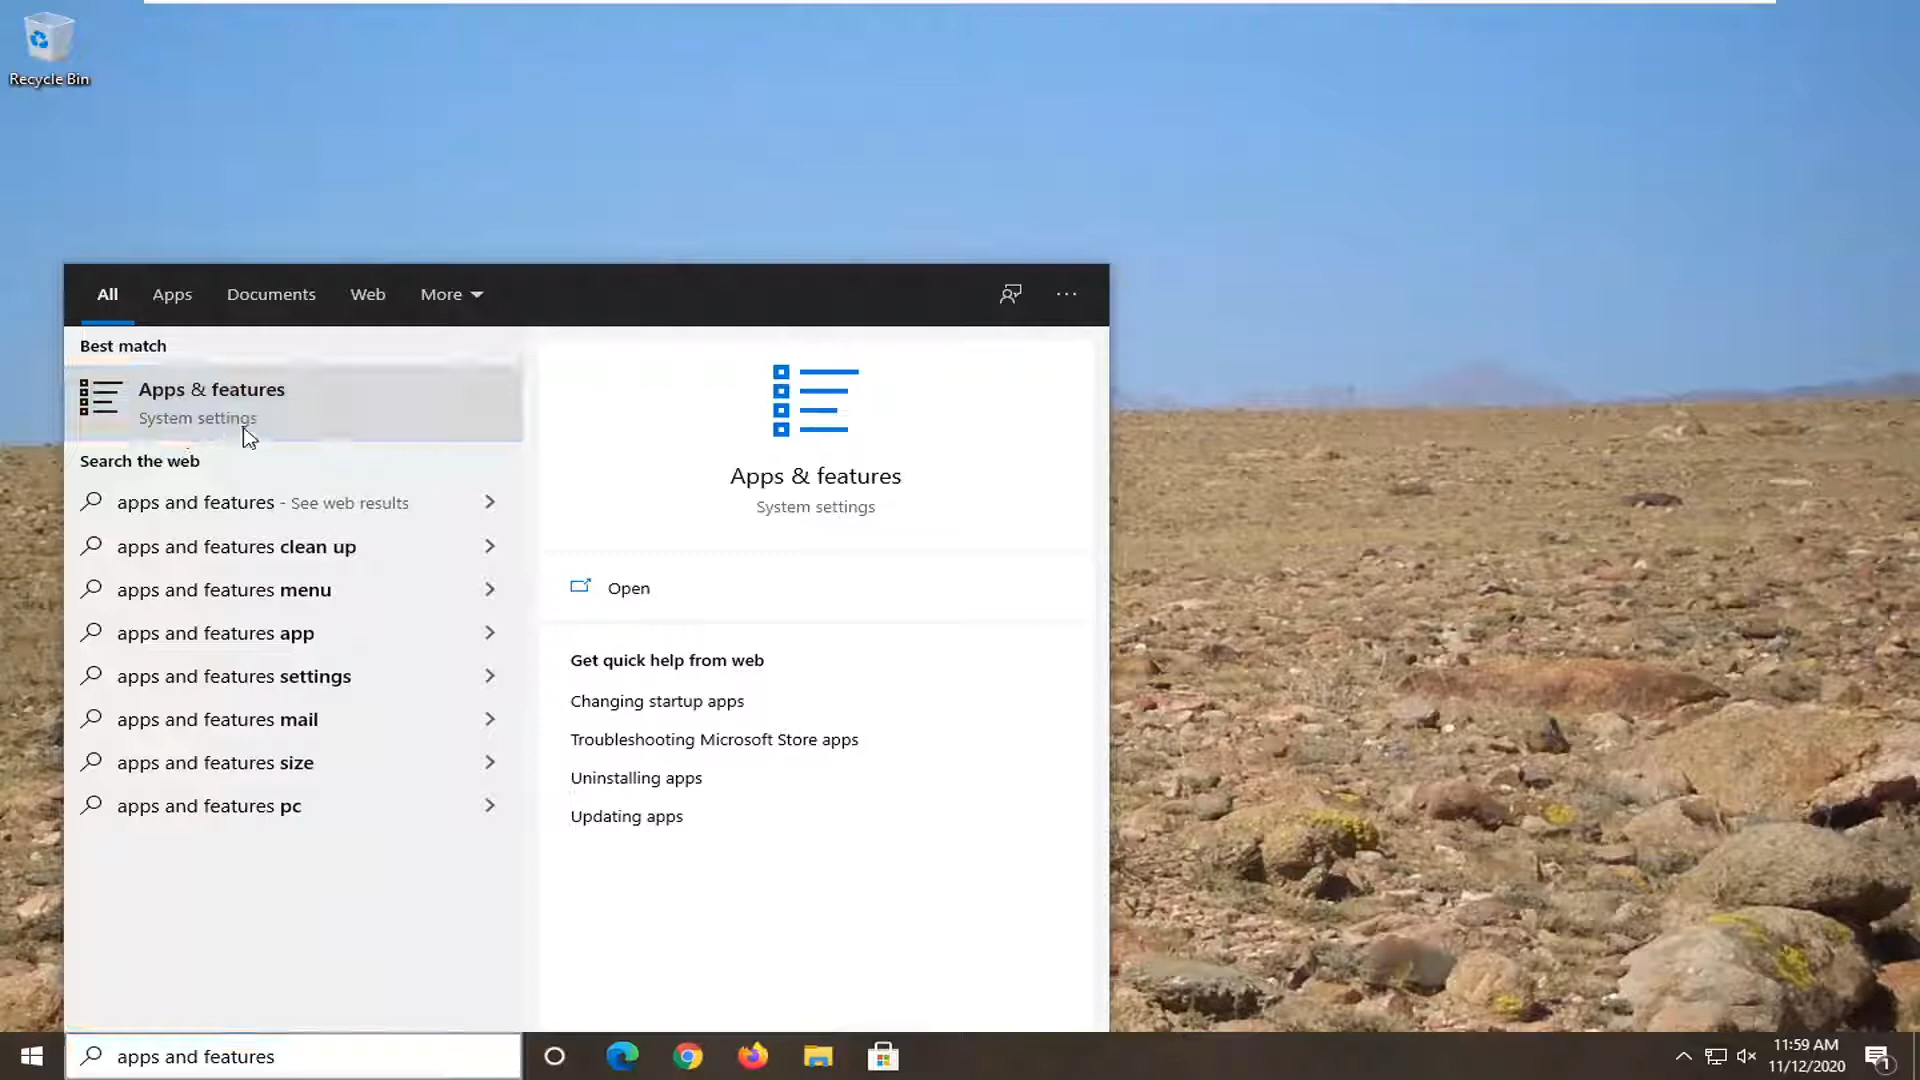 Recycle Bin
All
Apps
Documents
Web
More
Best match
Apps & features
System settings
Search the web
apps and features - See web results
apps and features clean up
apps and features menu
apps and features app
apps and features settings
apps and features mail
apps and features size
apps and features pc
Apps & features
System settings
Open
Get quick help from web
Changing startup apps
Troubleshooting Microsoft Store apps
Uninstalling apps
Updating apps
apps and features
11:59 AM
11/12/2020
1